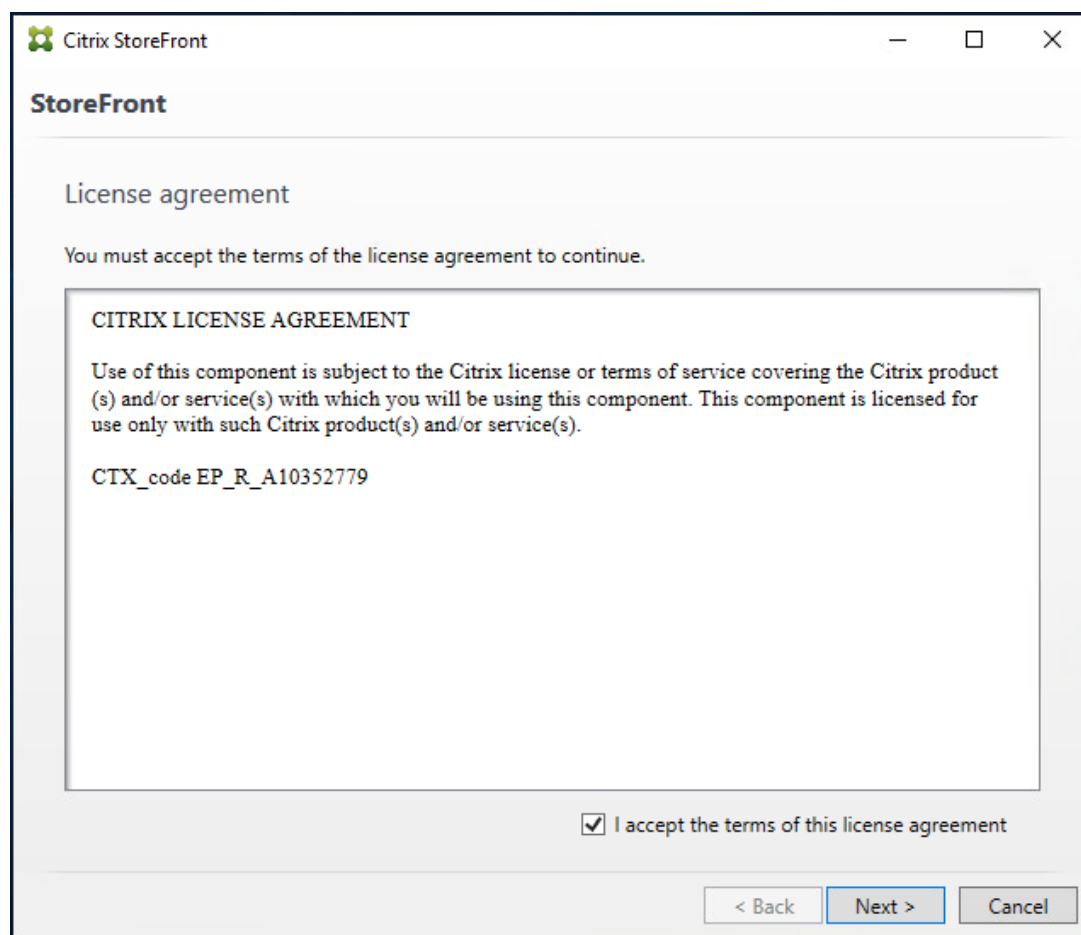 Citrix StoreFront
StoreFront
License agreement
You must accept the terms of the license agreement to continue.
CITRIX LICENSE AGREEMENT
Use of this component is subject to the Citrix license or terms of service covering the Citrix product
(s) and/or service(s) with which you will be using this component. This component is licensed for
use only with such Citrix product(s) and/or service(s).
CTX_code EP_R_A10352779
I accept the terms of this license agreement
< Back Next > Cancel